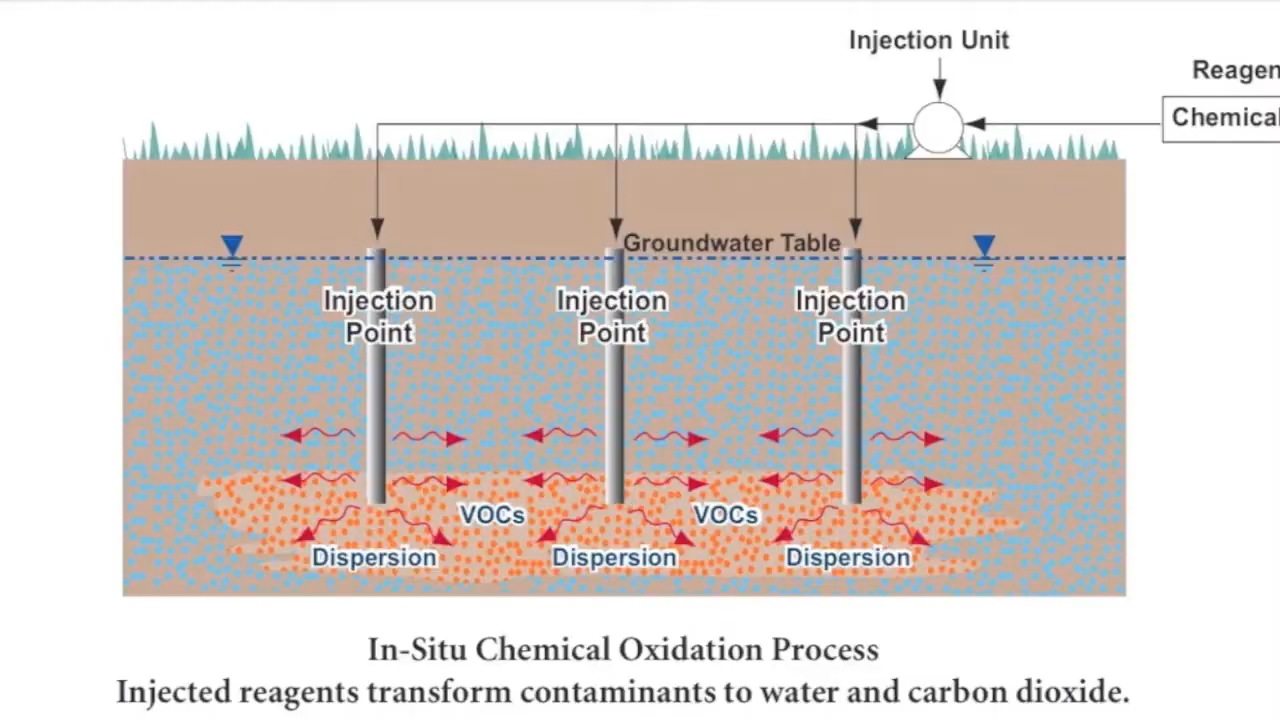 Injection Unit
Reagen
Chemical
Groundwater Table
Injection
Point
Injection
Point
Injection
Point
VOCs
VOCs
Dispersion
Dispersion
Dispersion
In-Situ Chemical Oxidation Process
Injected reagents transform contaminants to water and carbon dioxide.